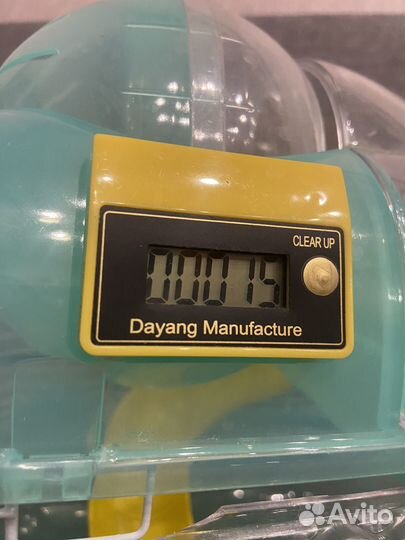 CLEAR UP
00015
Dayang Manufacture
Avito